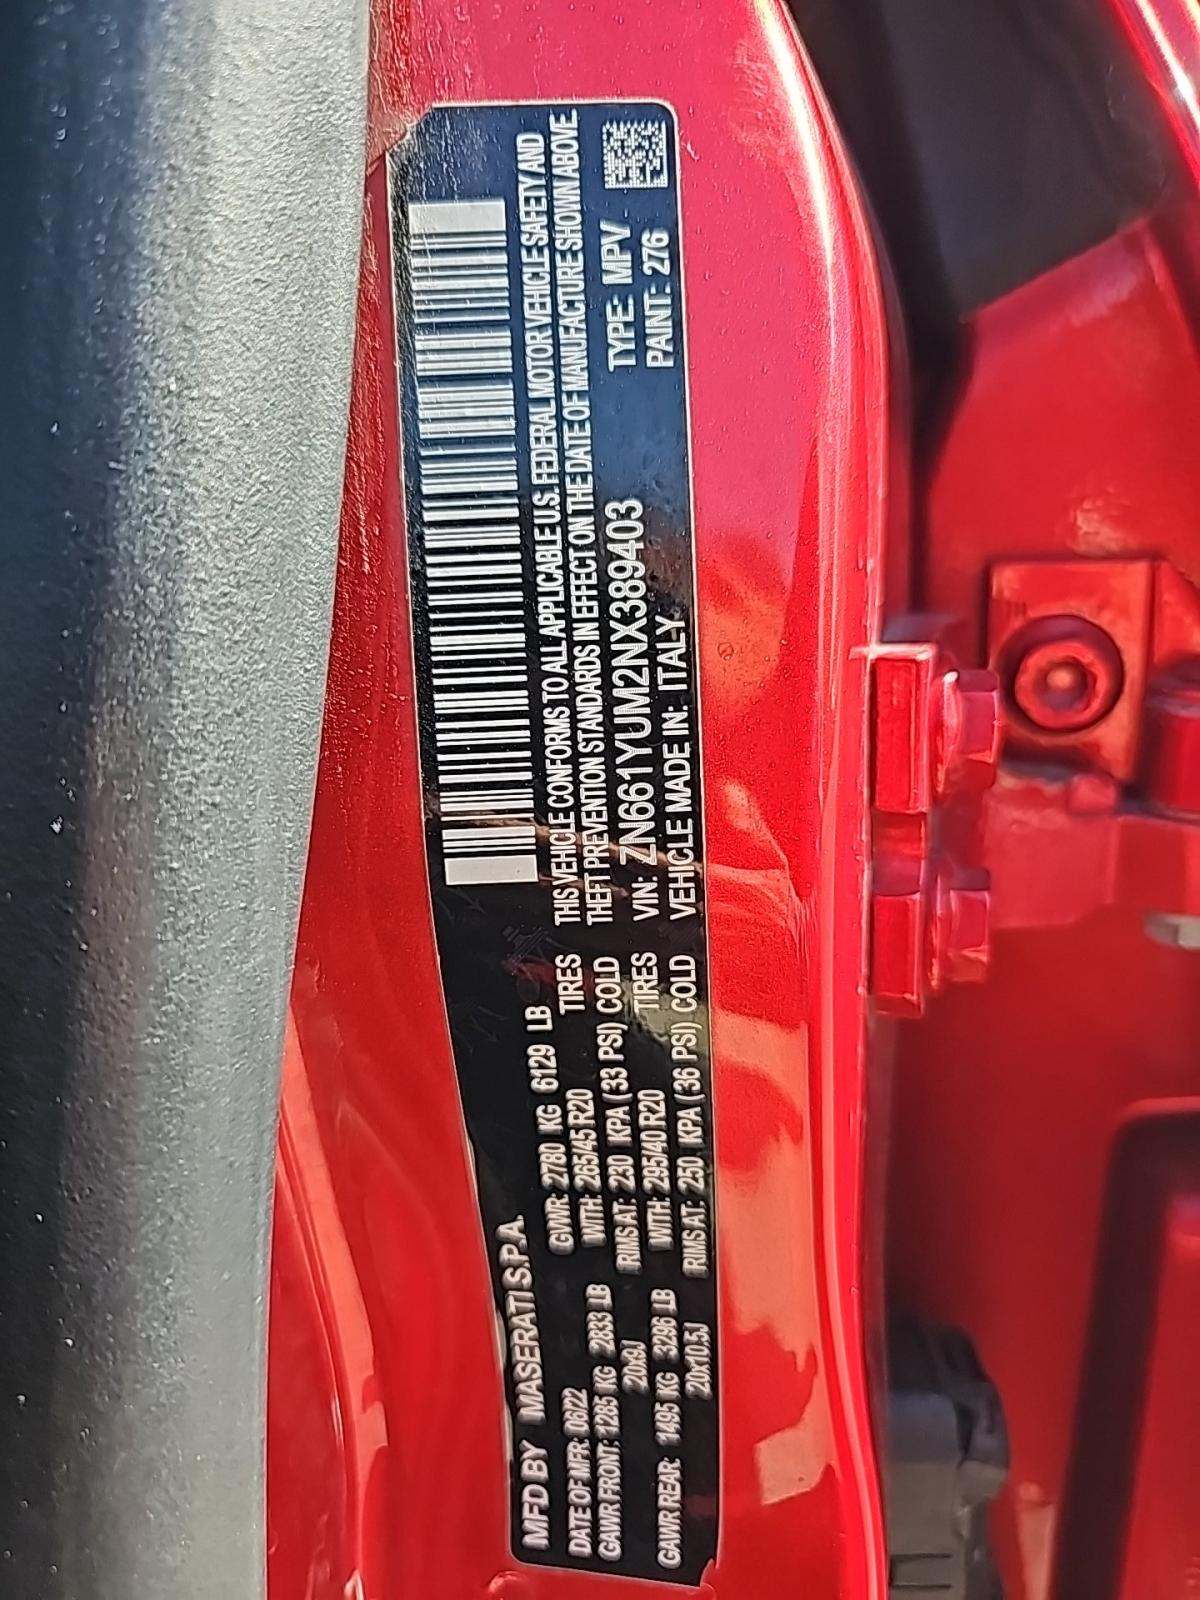 MFD BY MASERATI S.P.A.
DATE OF MFR: 06/22 GVWR: 2780 KG 6129 LB
GAWR FRONT: 1285 KG 2833 LB WITH: 265/45 R20 TIRES
20x9J RIMS AT: 230 KPA (33 PSI) COLD
GAWR REAR: 1495 KG 3296 LB WITH: 295/40 R20 TIRES
20x10.5J RIMS AT: 250 KPA (36 PSI) COLD
THIS VEHICLE CONFORMS TO ALL APPLICABLE U.S. FEDERAL MOTOR VEHICLE SAFETY AND
THEFT PREVENTION STANDARDS IN EFFECT ON THE DATE OF MANUFACTURE SHOWN ABOVE.
VIN: ZN661YUM2NX389403 TYPE: MPV
VEHICLE MADE IN: ITALY PAINT: 276